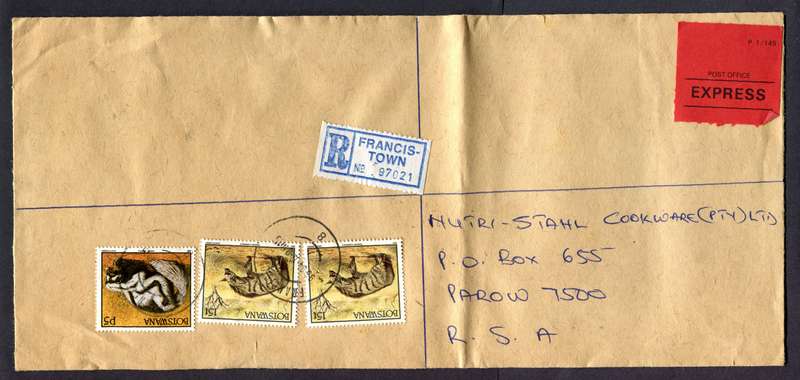 P 1/145
POST OFFICE
EXPRESS
R
FRANCIS-
TOWN
No 97021
NUTRI-STAHL COOKWARE (PTY) LTD
P.O. BOX 655
PAROW 7500
R. S. A
P5 BOTSWANA
15t BOTSWANA
15t BOTSWANA